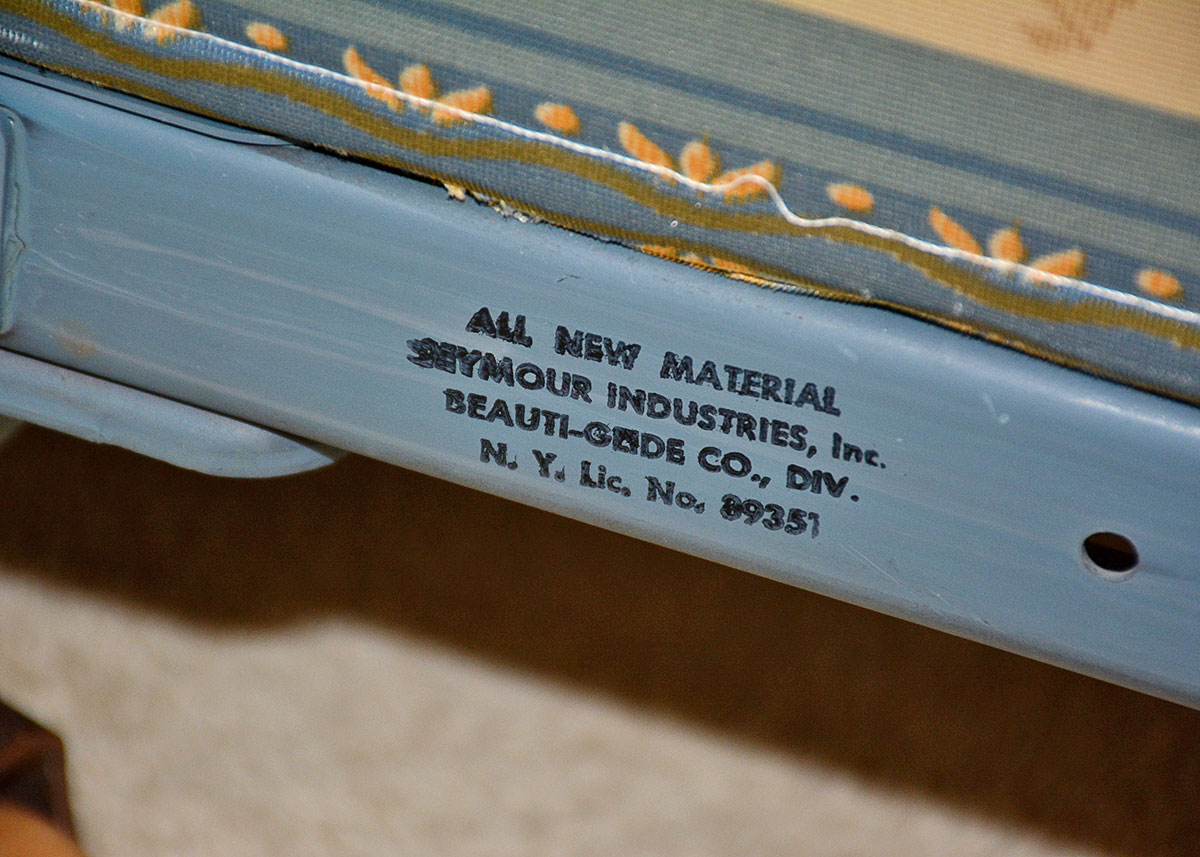 ALL NEW MATERIAL
SEYMOUR INDUSTRIES, Inc.
BEAUTI-GLIDE CO., DIV.
N. Y. Lic. No. 89351